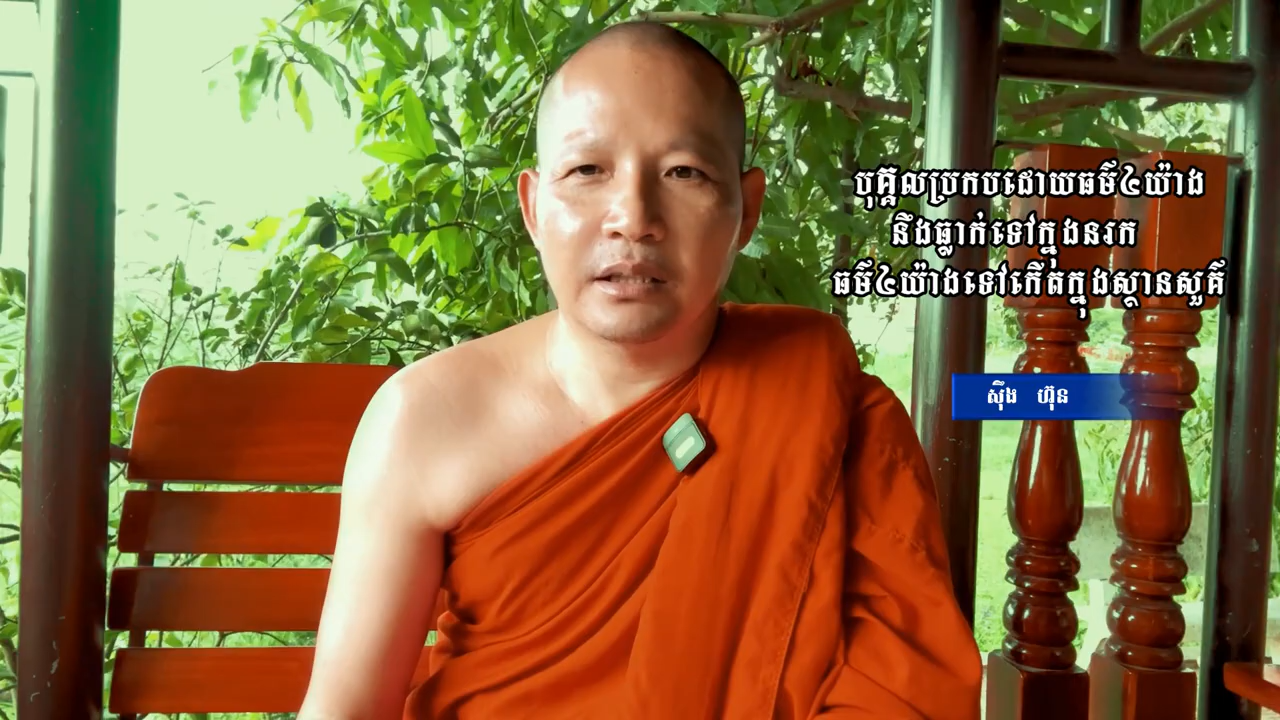 បុគ្គលប្រកបដោយធម៌៤យ៉ាង
នឹងធ្លាក់ទៅក្នុងនរក
ធម៌៤យ៉ាងទៅកើតក្នុងស្ថានសួគ៌
ស៊ឹង ហ៊ុន